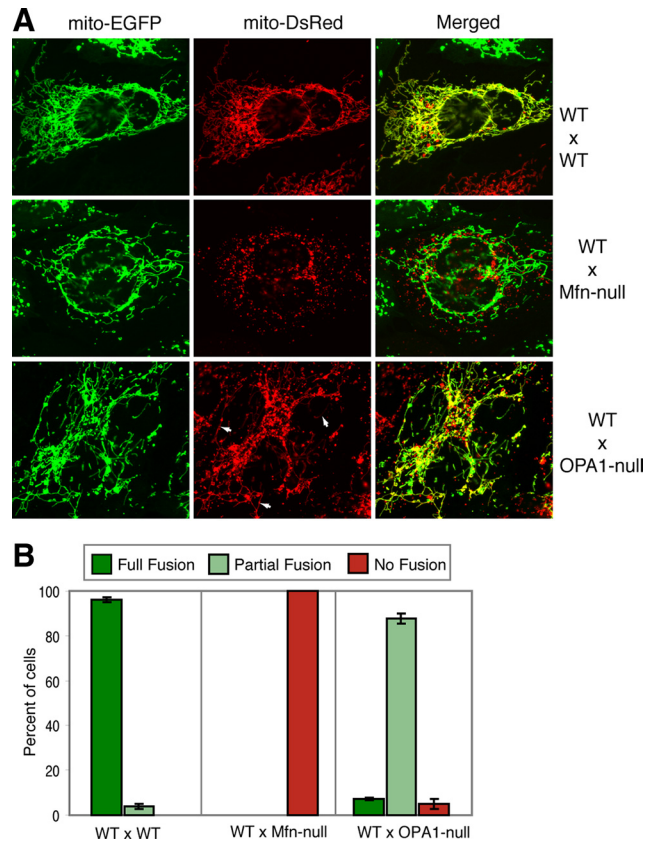 A
mito-EGFP mito-DsRed Merged
WT
x
WT
WT
x
Mfn-null
WT
x
OPA1-null
B
Full Fusion Partial Fusion No Fusion
Percent of cells
100
80
60
40
20
0
WT x WT WT x Mfn-null WT x OPA1-null